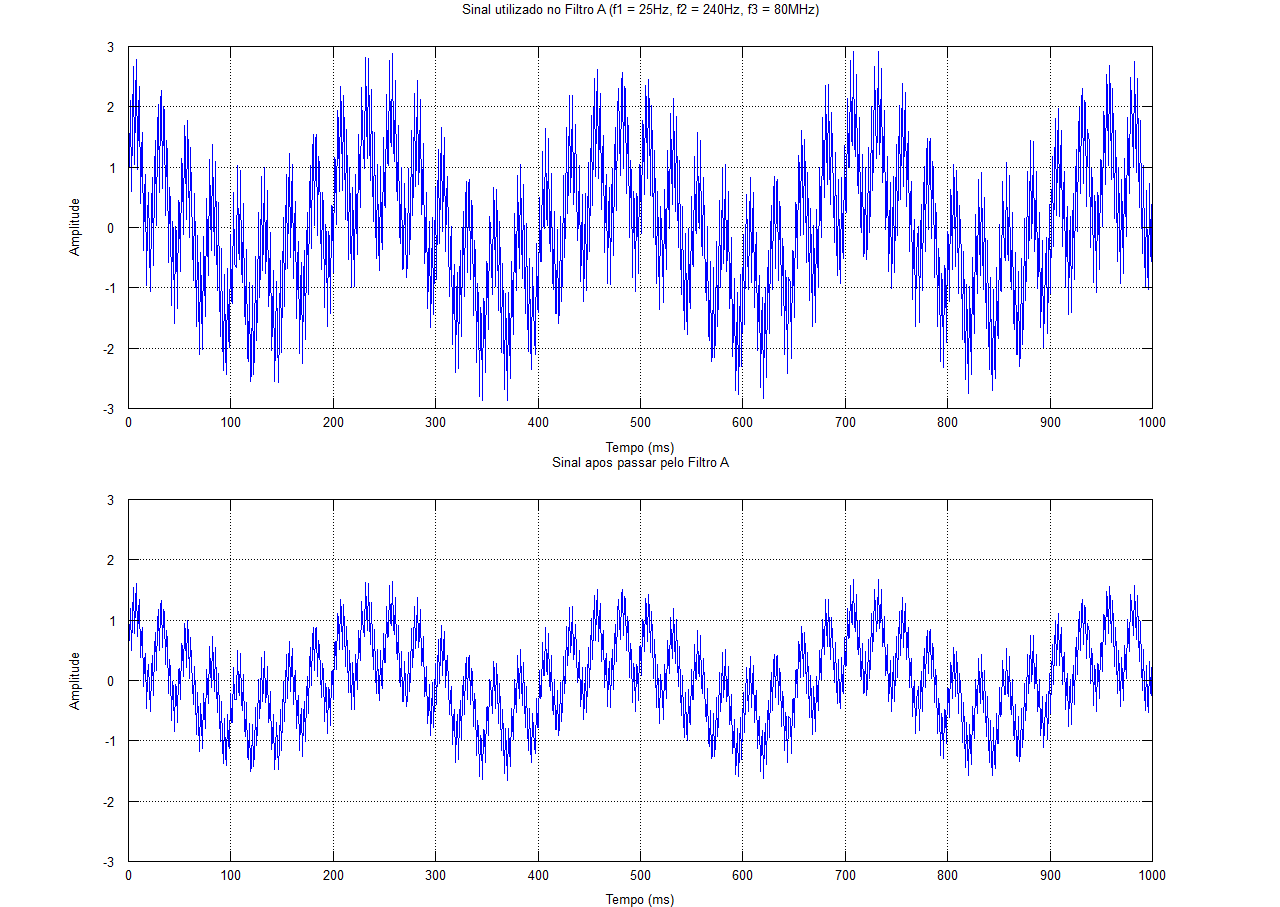 Sinal utilizado no Filtro A (f1 = 25Hz, f2 = 240Hz, f3 = 80MHz)
3
2
1
0
-1
-2
-3
Amplitude
0 100 200 300 400 500 600 700 800 900 1000
Tempo (ms)
Sinal apos passar pelo Filtro A
3
2
1
0
-1
-2
-3
Amplitude
0 100 200 300 400 500 600 700 800 900 1000
Tempo (ms)